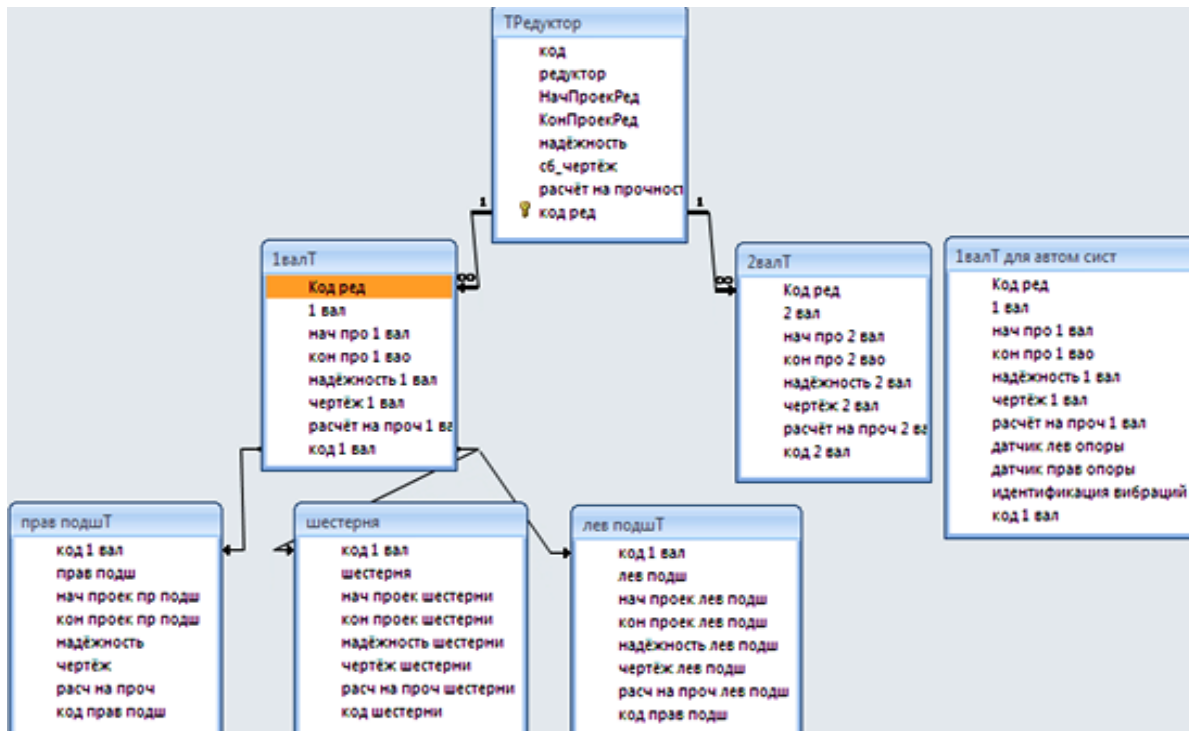 ТРедуктор
код
редуктор
НачПроекРед
КонПроекРед
надёжность
сб_чертёж
расчёт на прочност
код ред
1
1
1валТ
Код ред
1 вал
нач про 1 вал
кон про 1 вао
надёжность 1 вал
чертёж 1 вал
расчёт на проч 1 ва
код 1 вал
∞
2валТ
Код ред
2 вал
нач про 2 вал
кон про 2 вао
надёжность 2 вал
чертёж 2 вал
расчёт на проч 2 ва
код 2 вал
∞
1валТ для автом сист
Код ред
1 вал
нач про 1 вал
кон про 1 вао
надёжность 1 вал
чертёж 1 вал
расчёт на проч 1 вал
датчик лев опоры
датчик прав опоры
идентификация вибраций
код 1 вал
прав подшТ
код 1 вал
прав подш
нач проек пр подш
кон проек пр подш
надёжность
чертёж
расч на проч
код прав подш
шестерня
код 1 вал
шестерня
нач проек шестерни
кон проек шестерни
надёжность шестерни
чертёж шестерни
расч на проч шестерни
код шестерни
лев подшТ
код 1 вал
лев подш
нач проек лев подш
кон проек лев подш
надёжность лев подш
чертёж лев подш
расч на проч лев подш
код прав подш